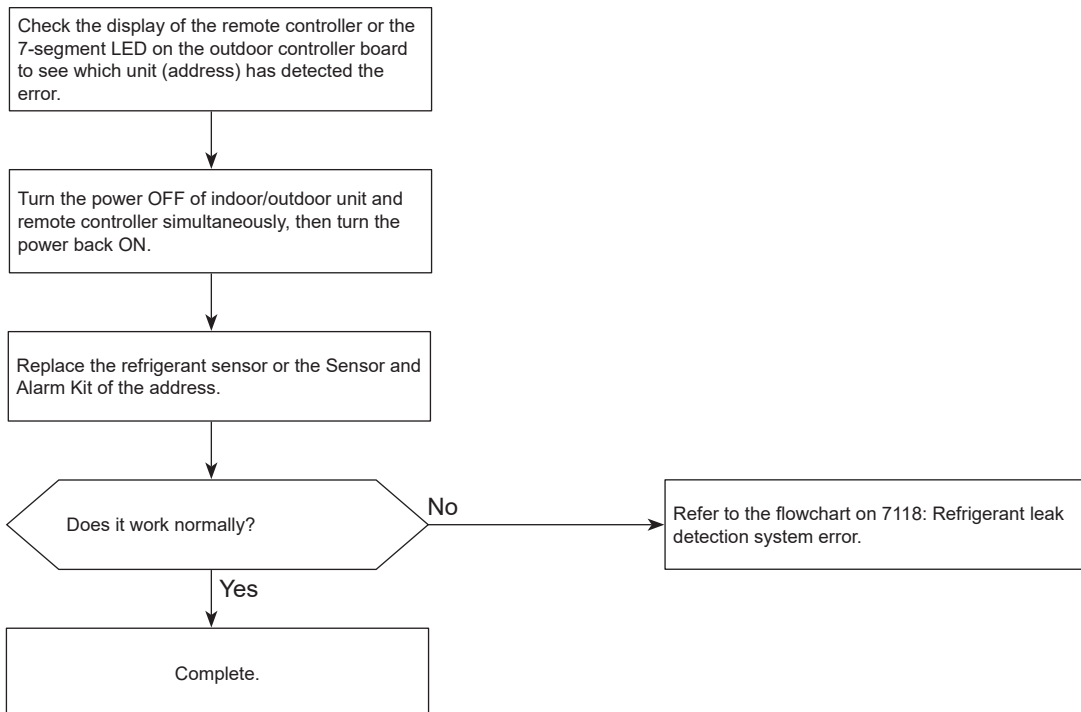 Check the display of the remote controller or the
7-segment LED on the outdoor controller board
to see which unit (address) has detected the
error.
Turn the power OFF of indoor/outdoor unit and
remote controller simultaneously, then turn the
power back ON.
Replace the refrigerant sensor or the Sensor and
Alarm Kit of the address.
Does it work normally?
No
Refer to the flowchart on 7118: Refrigerant leak
detection system error.
Yes
Complete.